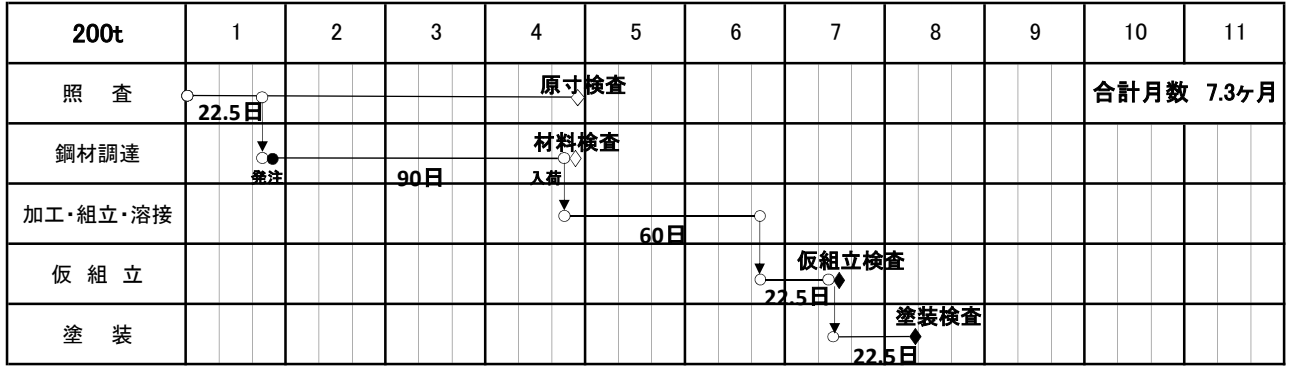 200t 1 2 3 4 5 6 7 8 9 10 11
照 査 原寸検査 合計月数 7.3ヶ月
22.5日
鋼材調達 材料検査
発注 90日 入荷
加工・組立・溶接
60日
仮 組 立 仮組立検査
22.5日
塗 装 塗装検査
22.5日